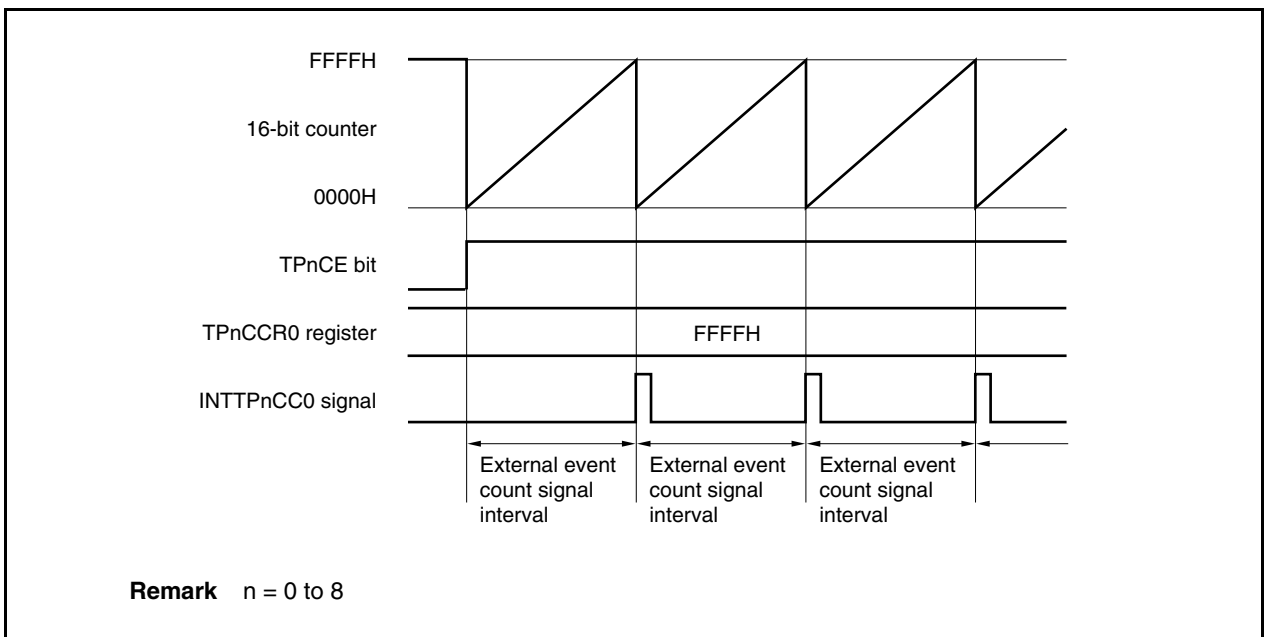 FFFFH
16-bit counter
0000H
TPnCE bit
TPnCCR0 register
FFFFH
INTTPnCC0 signal
External event
count signal
interval
External event
count signal
interval
External event
count signal
interval
Remark n = 0 to 8